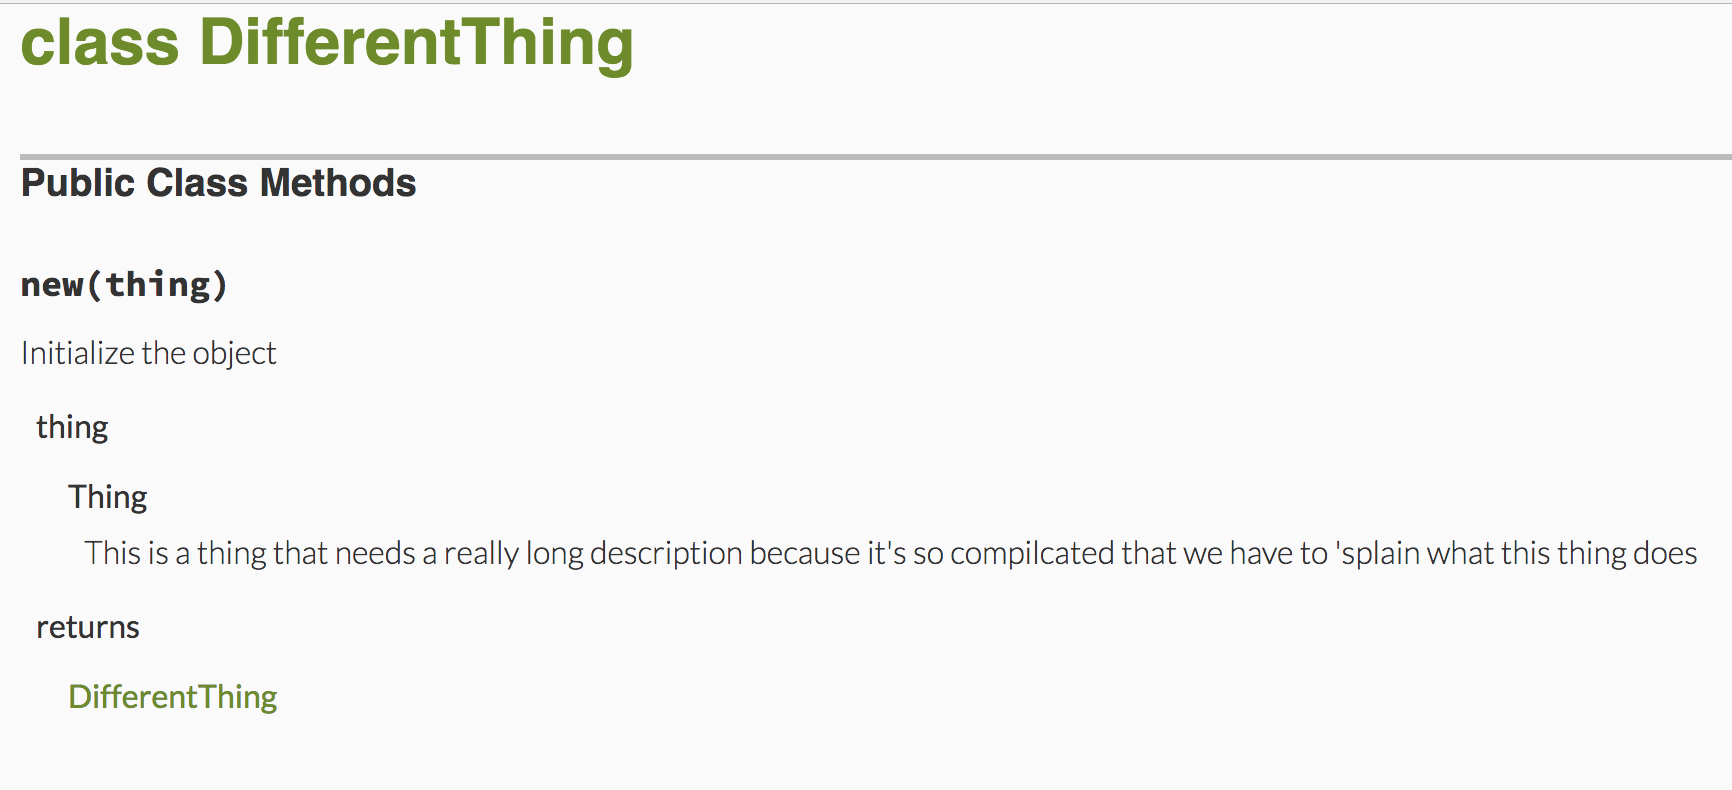 class DifferentThing
Public Class Methods
new(thing)
Initialize the object
thing
Thing
This is a thing that needs a really long description because it's so compilcated that we have to 'splain what this thing does
returns
DifferentThing